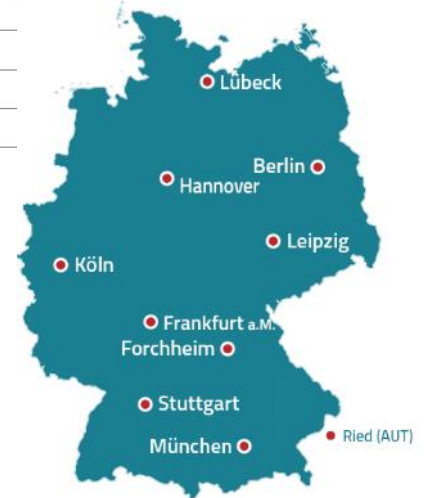 Lübeck
Berlin
Hannover
Leipzig
Köln
Frankfurt a.M.
Forchheim
Stuttgart
Ried (AUT)
München